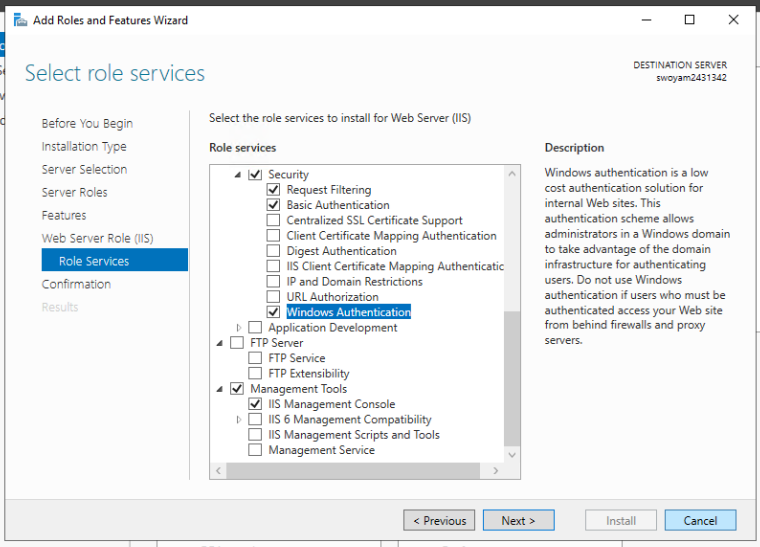 Add Roles and Features Wizard
Select role services
DESTINATION SERVER
swoyam2431342
Before You Begin
Installation Type
Server Selection
Server Roles
Features
Web Server Role (IIS)
Role Services
Confirmation
Results
Select the role services to install for Web Server (IIS)
Role services
Security
Request Filtering
Basic Authentication
Centralized SSL Certificate Support
Client Certificate Mapping Authentication
Digest Authentication
IIS Client Certificate Mapping Authenticatic
IP and Domain Restrictions
URL Authorization
Windows Authentication
Application Development
FTP Server
FTP Service
FTP Extensibility
Management Tools
IIS Management Console
IIS 6 Management Compatibility
IIS Management Scripts and Tools
Management Service
Description
Windows authentication is a low
cost authentication solution for
internal Web sites. This
authentication scheme allows
administrators in a Windows domain
to take advantage of the domain
infrastructure for authenticating
users. Do not use Windows
authentication if users who must be
authenticated access your Web site
from behind firewalls and proxy
servers.
< Previous
Next >
Install
Cancel